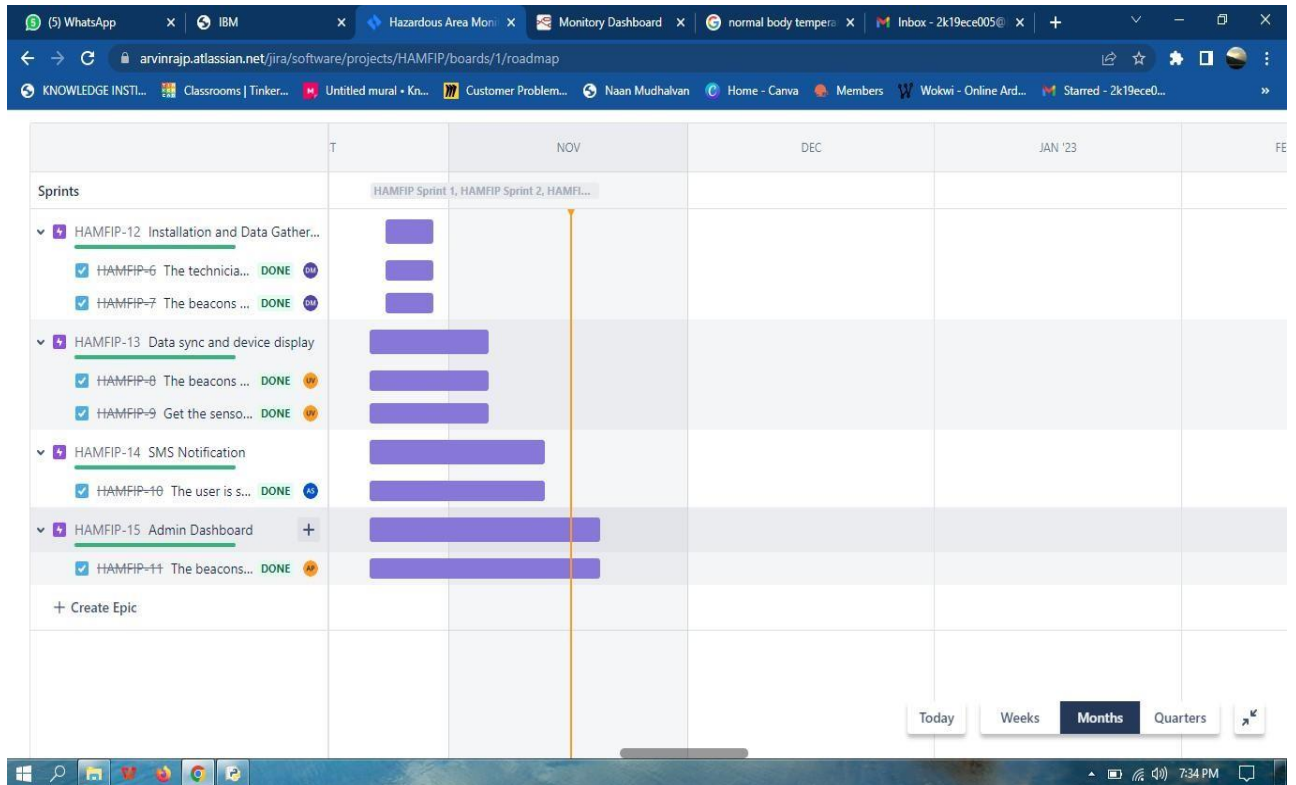 (5) WhatsApp IBM Hazardous Area Moni Monitory Dashboard normal body tempera Inbox - 2k19ece005@
arvinrajp.atlassian.net/jira/software/projects/HAMFIP/boards/1/roadmap
KNOWLEDGE INSTI... Classrooms | Tinker... Untitled mural • Kn... Customer Problem... Naan Mudhalvan Home - Canva Members Wokwi - Online Ard... Starred - 2k19ece0... »
T NOV DEC JAN '23 FE
Sprints HAMFIP Sprint 1, HAMFIP Sprint 2, HAMFI...
HAMFIP-12 Installation and Data Gather...
HAMFIP-6 The technicia... DONE DM
HAMFIP-7 The beacons ... DONE DM
HAMFIP-13 Data sync and device display
HAMFIP-8 The beacons ... DONE UV
HAMFIP-9 Get the senso... DONE UV
HAMFIP-14 SMS Notification
HAMFIP-10 The user is s... DONE AS
HAMFIP-15 Admin Dashboard +
HAMFIP-11 The beacons... DONE AP
+ Create Epic
Today Weeks Months Quarters
7:34 PM